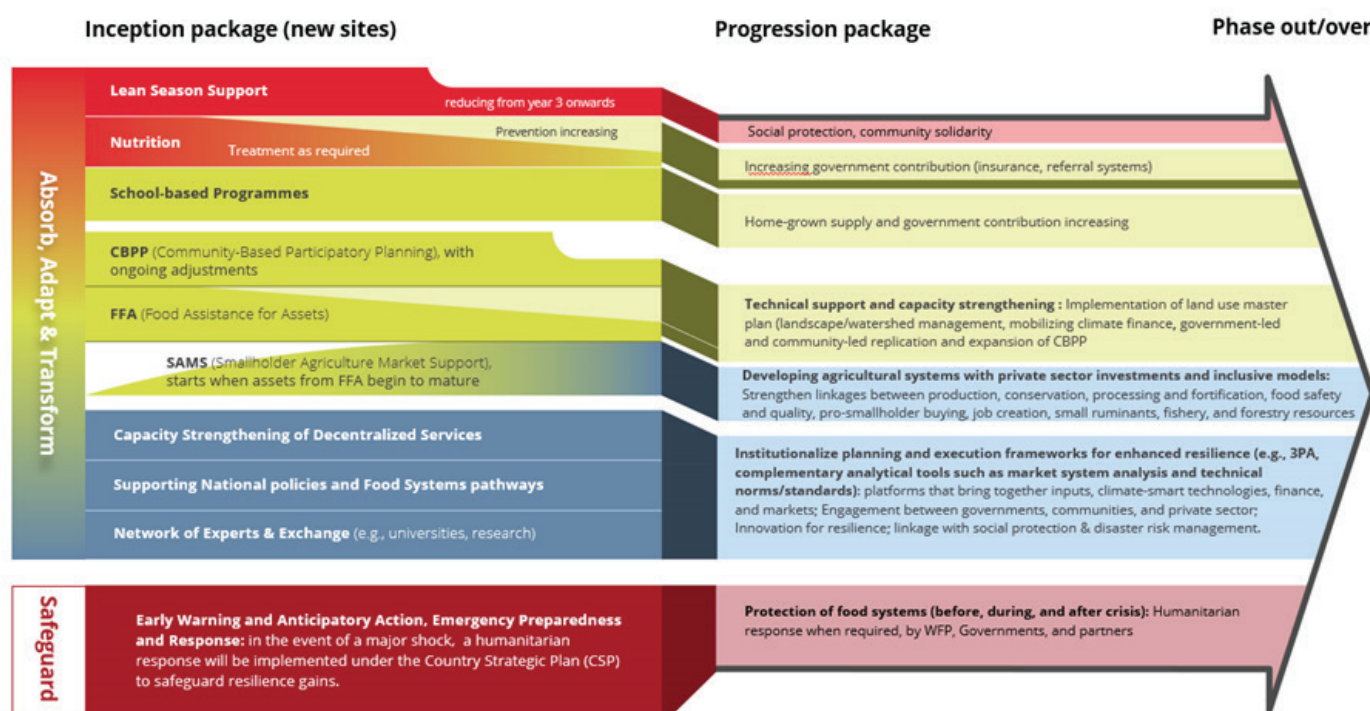 Inception package (new sites)
Progression package
Phase out/over
Absorb, Adapt & Transform
Lean Season Support
reducing from year 3 onwards
Prevention increasing
Nutrition
Treatment as required
School-based Programmes
CBPP (Community-Based Participatory Planning), with
ongoing adjustments
FFA (Food Assistance for Assets)
SAMS (Smallholder Agriculture Market Support),
starts when assets from FFA begin to mature
Capacity Strengthening of Decentralized Services
Supporting National policies and Food Systems pathways
Network of Experts & Exchange (e.g., universities, research)
Social protection, community solidarity
Increasing government contribution (insurance, referral systems)
Home-grown supply and government contribution increasing
Technical support and capacity strengthening : Implementation of land use master
plan (landscape/watershed management, mobilizing climate finance, government-led
and community-led replication and expansion of CBPP
Developing agricultural systems with private sector investments and inclusive models:
Strengthen linkages between production, conservation, processing and fortification, food safety
and quality, pro-smallholder buying, job creation, small ruminants, fishery, and forestry resources
Institutionalize planning and execution frameworks for enhanced resilience (e.g., 3PA,
complementary analytical tools such as market system analysis and technical
norms/standards): platforms that bring together inputs, climate-smart technologies, finance,
and markets; Engagement between governments, communities, and private sector;
Innovation for resilience; linkage with social protection & disaster risk management.
Safeguard
Early Warning and Anticipatory Action, Emergency Preparedness
and Response: in the event of a major shock, a humanitarian
response will be implemented under the Country Strategic Plan (CSP)
to safeguard resilience gains.
Protection of food systems (before, during, and after crisis): Humanitarian
response when required, by WFP, Governments, and partners